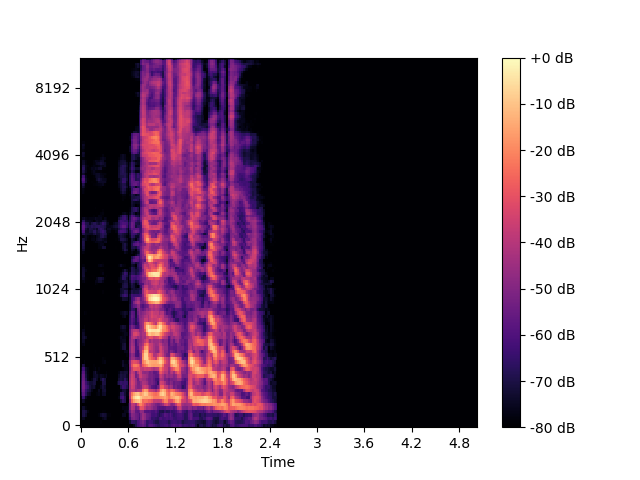 +0 dB
8192
-10 dB
4096
-20 dB
-30 dB
2048
Hz
-40 dB
1024
-50 dB
512
-60 dB
-70 dB
0
-80 dB
0 0.6 1.2 1.8 2.4 3 3.6 4.2 4.8
Time